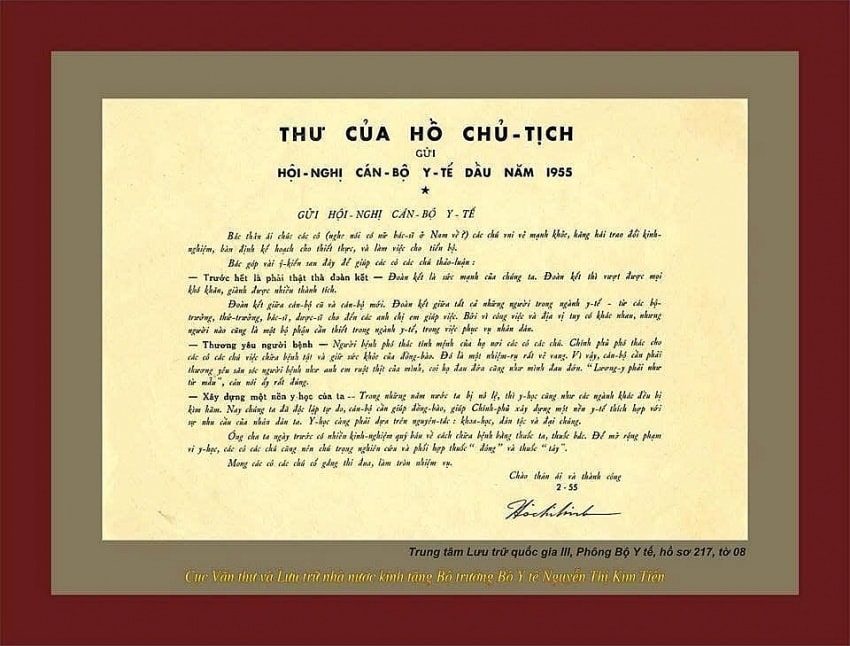 THƯ CỦA HỒ CHỦ-TỊCH
GỬI
HỘI-NGHỊ CÁN-BỘ Y-TẾ DẦU NĂM 1955
GỬI HỘI-NGHỊ CÁN-BỘ Y-TẾ
Bác thân ái chúc các cô (nghe nói có nữ bác-sĩ ở Nam về?) các chú vui vẻ mạnh khỏe, hăng hái trao đổi kinh-
nghiệm, bàn định kế hoạch cho thiết thực, và làm việc cho tiến bộ.
Bác góp vài ý-kiến sau đây để giúp các cô các chú thảo-luận :
— Trước hết là phải thật thà đoàn kết — Đoàn kết là sức mạnh của chúng ta. Đoàn kết thì vượt được mọi
khó khăn, giành được nhiều thành tích.
Đoàn kết giữa cán-bộ cũ và cán-bộ mới. Đoàn kết giữa tất cả những người trong ngành y-tế - từ các bộ-
trưởng, thứ-trưởng, bác-sĩ, dược-sĩ cho đến các anh chị em giúp việc. Bởi vì công việc và địa vị tuy có khác nhau, nhưng
người nào cũng là một bộ phận cần thiết trong ngành y-tế, trong việc phục vụ nhân dân.
— Thương yêu người bệnh — Người bệnh phó thác tính mệnh của họ nơi các cô các chú. Chính phủ phó thác cho
các cô các chú việc chữa bệnh tật và giữ sức khỏe của đồng-bào. Đó là một nhiệm-vụ rất vẻ vang. Vì vậy, cán-bộ cần phải
thương yêu săn sóc người bệnh như anh em ruột thịt của mình, coi họ đau đớn cũng như mình đau đớn. “Lương-y phải như
từ mẫu”, câu nói ấy rất đúng.
— Xây dựng một nền y-học của ta -- Trong những năm nước ta bị nô lệ, thì y-học cũng như các ngành khác đều bị
kìm hãm. Nay chúng ta đã độc lập tự do, cán-bộ cần giúp đồng-bào, giúp Chính-phủ xây dựng một nền y-tế thích hợp với
sự nhu cầu của nhân dân ta. Y-học càng phải dựa trên nguyên-tắc : khoa-học, dân tộc và đại chúng.
Ông cha ta ngày trước có nhiều kinh-nghiệm quý báu về cách chữa bệnh bằng thuốc ta, thuốc bắc. Để mở rộng phạm
vi y-học, các cô các chú cũng nên chú trọng nghiên cứu và phối hợp thuốc “ đông” và thuốc “tây”.
Mong các cô các chú cố gắng thi đua, làm tròn nhiệm vụ.
Chào thân ái và thành công
2 - 55
Hồ Chí Minh
Trung tâm Lưu trữ quốc gia III, Phông Bộ Y tế, hồ sơ 217, tờ 08
Cục Văn thư và Lưu trữ nhà nước kính tặng Bộ trưởng Bộ Y tế Nguyễn Thị Kim Tiến